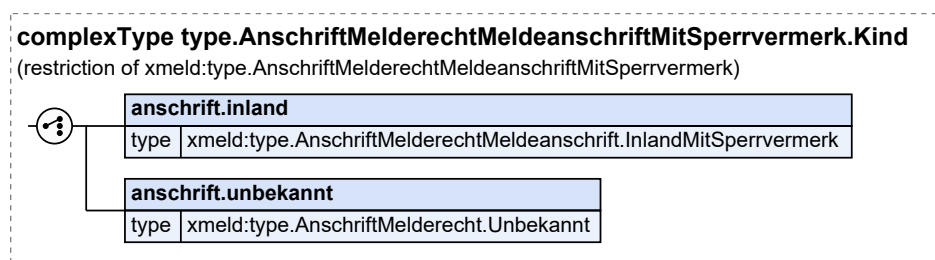 complexType type.AnschriftMelderechtMeldeanschriftMitSperrvermerk.Kind
(restriction of xmeld:type.AnschriftMelderechtMeldeanschriftMitSperrvermerk)
anschrift.inland
type xmeld:type.AnschriftMelderechtMeldeanschrift.InlandMitSperrvermerk
anschrift.unbekannt
type xmeld:type.AnschriftMelderecht.Unbekannt